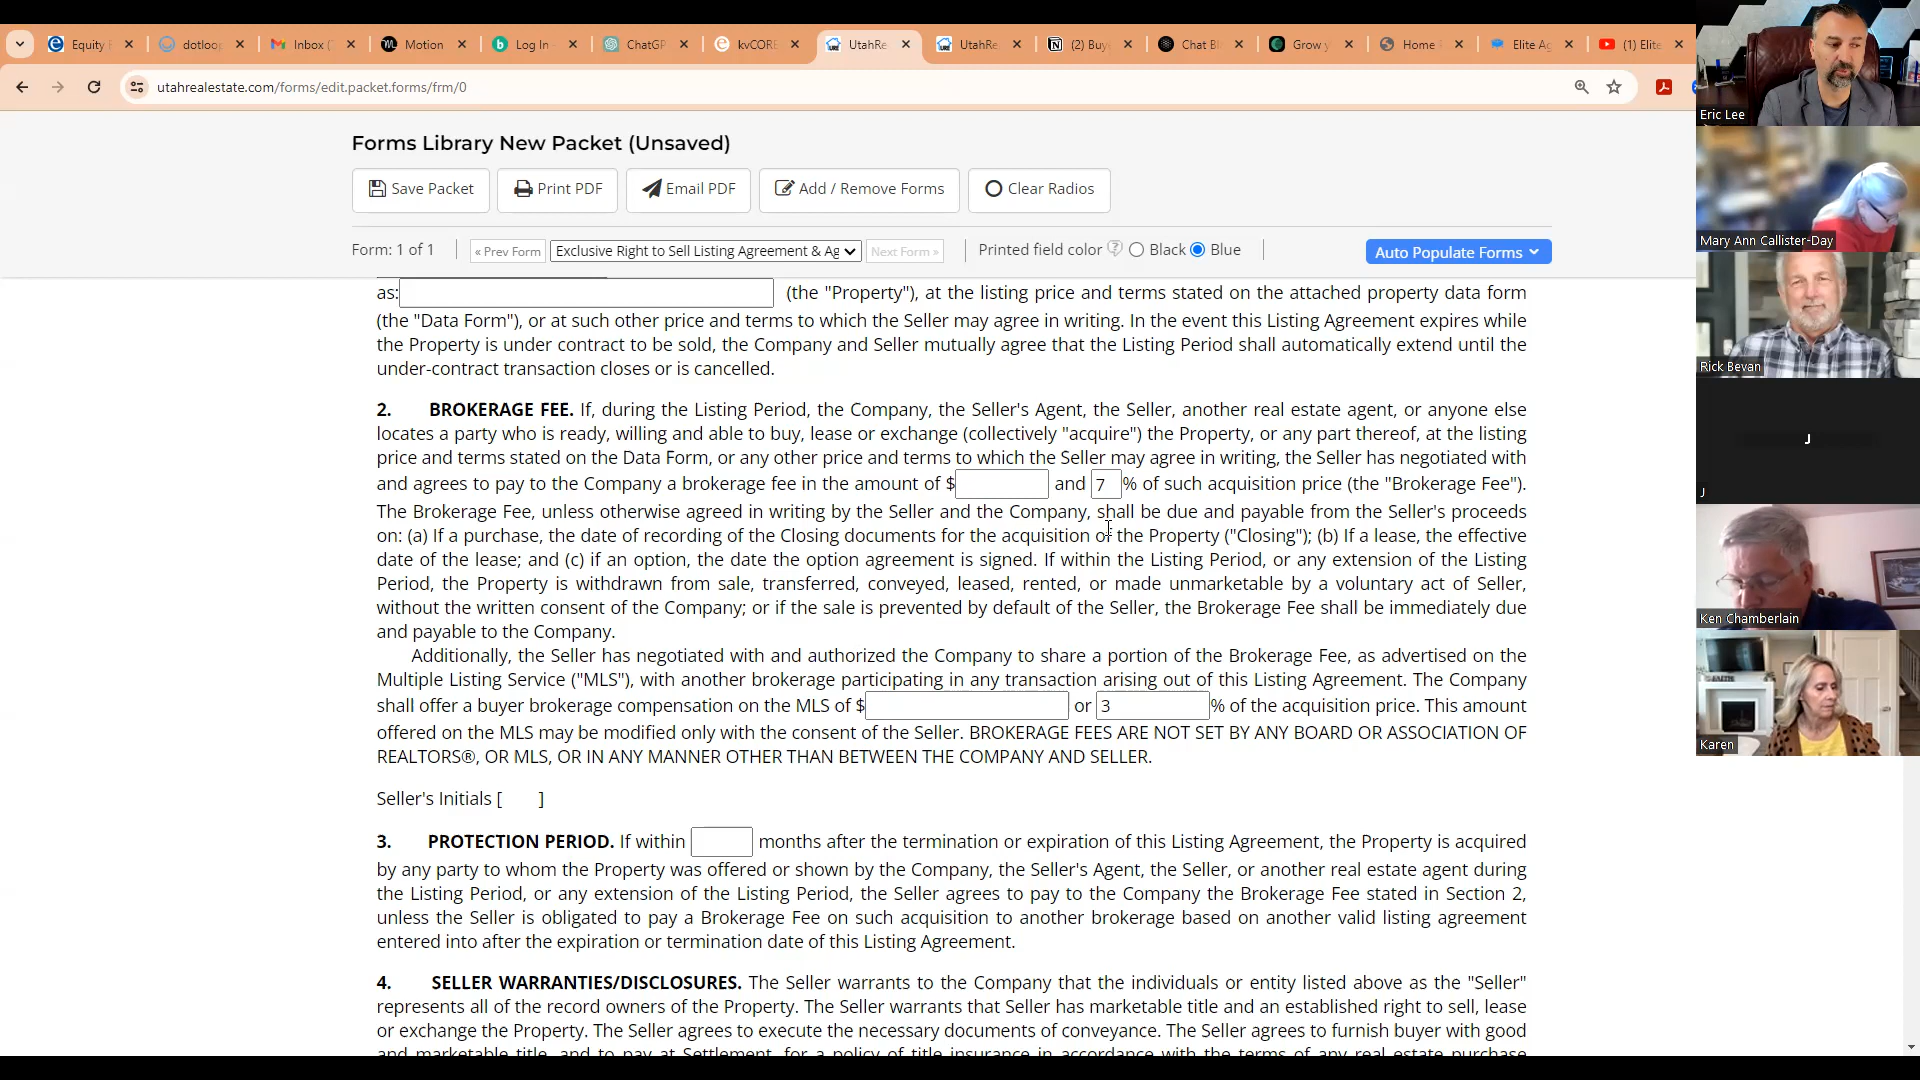 Equity
dotloo
Inbox (
Motion
Log In
ChatGP
kvCORE
UtahRe
UtahRe
(2) Buy
Chat B
Grow y
Home
Elite Ag
(1) Elite
utahrealestate.com/forms/edit.packet.forms/frm/0
Forms Library New Packet (Unsaved)
Save Packet
Print PDF
Email PDF
Add / Remove Forms
Clear Radios
Form: 1 of 1
« Prev Form
Exclusive Right to Sell Listing Agreement & Ag
Next Form »
Printed field color
Black
Blue
Auto Populate Forms
as: (the "Property"), at the listing price and terms stated on the attached property data form
(the "Data Form"), or at such other price and terms to which the Seller may agree in writing. In the event this Listing Agreement expires while
the Property is under contract to be sold, the Company and Seller mutually agree that the Listing Period shall automatically extend until the
under-contract transaction closes or is cancelled.
2. BROKERAGE FEE. If, during the Listing Period, the Company, the Seller's Agent, the Seller, another real estate agent, or anyone else
locates a party who is ready, willing and able to buy, lease or exchange (collectively "acquire") the Property, or any part thereof, at the listing
price and terms stated on the Data Form, or any other price and terms to which the Seller may agree in writing, the Seller has negotiated with
and agrees to pay to the Company a brokerage fee in the amount of $ and 7 % of such acquisition price (the "Brokerage Fee").
The Brokerage Fee, unless otherwise agreed in writing by the Seller and the Company, shall be due and payable from the Seller's proceeds
on: (a) If a purchase, the date of recording of the Closing documents for the acquisition of the Property ("Closing"); (b) If a lease, the effective
date of the lease; and (c) if an option, the date the option agreement is signed. If within the Listing Period, or any extension of the Listing
Period, the Property is withdrawn from sale, transferred, conveyed, leased, rented, or made unmarketable by a voluntary act of Seller,
without the written consent of the Company; or if the sale is prevented by default of the Seller, the Brokerage Fee shall be immediately due
and payable to the Company.
Additionally, the Seller has negotiated with and authorized the Company to share a portion of the Brokerage Fee, as advertised on the
Multiple Listing Service ("MLS"), with another brokerage participating in any transaction arising out of this Listing Agreement. The Company
shall offer a buyer brokerage compensation on the MLS of $ or 3 % of the acquisition price. This amount
offered on the MLS may be modified only with the consent of the Seller. BROKERAGE FEES ARE NOT SET BY ANY BOARD OR ASSOCIATION OF
REALTORS®, OR MLS, OR IN ANY MANNER OTHER THAN BETWEEN THE COMPANY AND SELLER.
Seller's Initials [ ]
3. PROTECTION PERIOD. If within months after the termination or expiration of this Listing Agreement, the Property is acquired
by any party to whom the Property was offered or shown by the Company, the Seller's Agent, the Seller, or another real estate agent during
the Listing Period, or any extension of the Listing Period, the Seller agrees to pay to the Company the Brokerage Fee stated in Section 2,
unless the Seller is obligated to pay a Brokerage Fee on such acquisition to another brokerage based on another valid listing agreement
entered into after the expiration or termination date of this Listing Agreement.
4. SELLER WARRANTIES/DISCLOSURES. The Seller warrants to the Company that the individuals or entity listed above as the "Seller"
represents all of the record owners of the Property. The Seller warrants that Seller has marketable title and an established right to sell, lease
or exchange the Property. The Seller agrees to execute the necessary documents of conveyance. The Seller agrees to furnish buyer with good
and marketable title, and to pay at Settlement, for a policy of title insurance in accordance with the terms of any real estate purchase
Eric Lee
Mary Ann Callister-Day
Rick Bevan
J
J
Ken Chamberlain
Karen